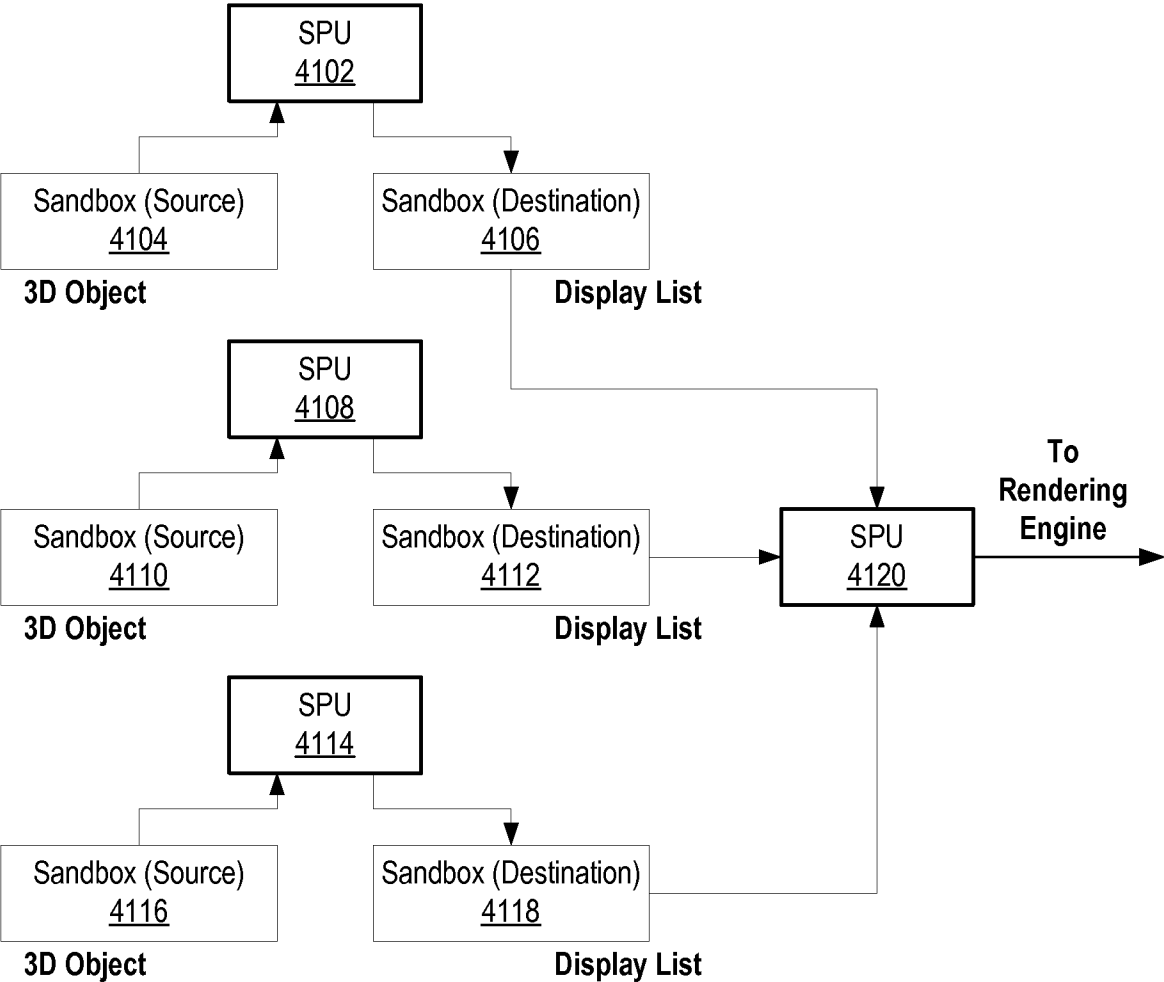 SPU
4102
Sandbox (Source)
4104
Sandbox (Destination)
4106
3D Object
Display List
SPU
4108
Sandbox (Source)
4110
Sandbox (Destination)
4112
3D Object
Display List
To
Rendering
Engine
SPU
4120
SPU
4114
Sandbox (Source)
4116
Sandbox (Destination)
4118
3D Object
Display List